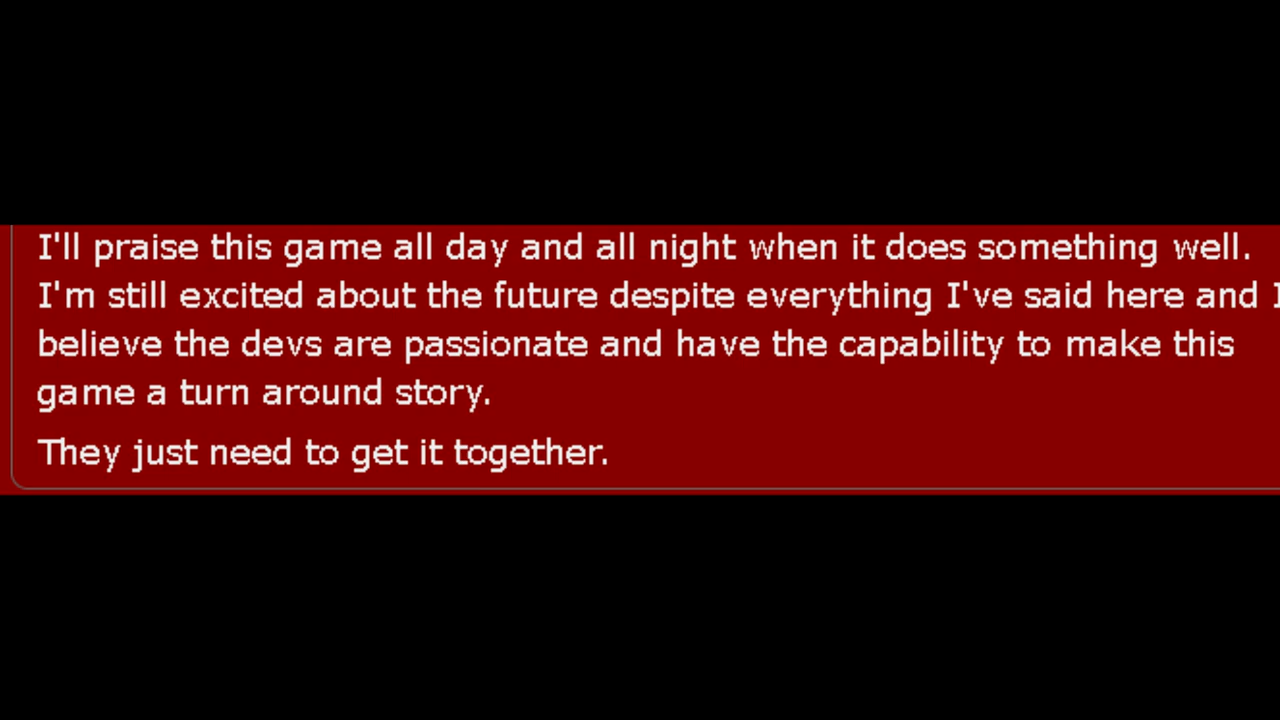 I'll praise this game all day and all night when it does something well.
I'm still excited about the future despite everything I've said here and I
believe the devs are passionate and have the capability to make this
game a turn around story.
They just need to get it together.